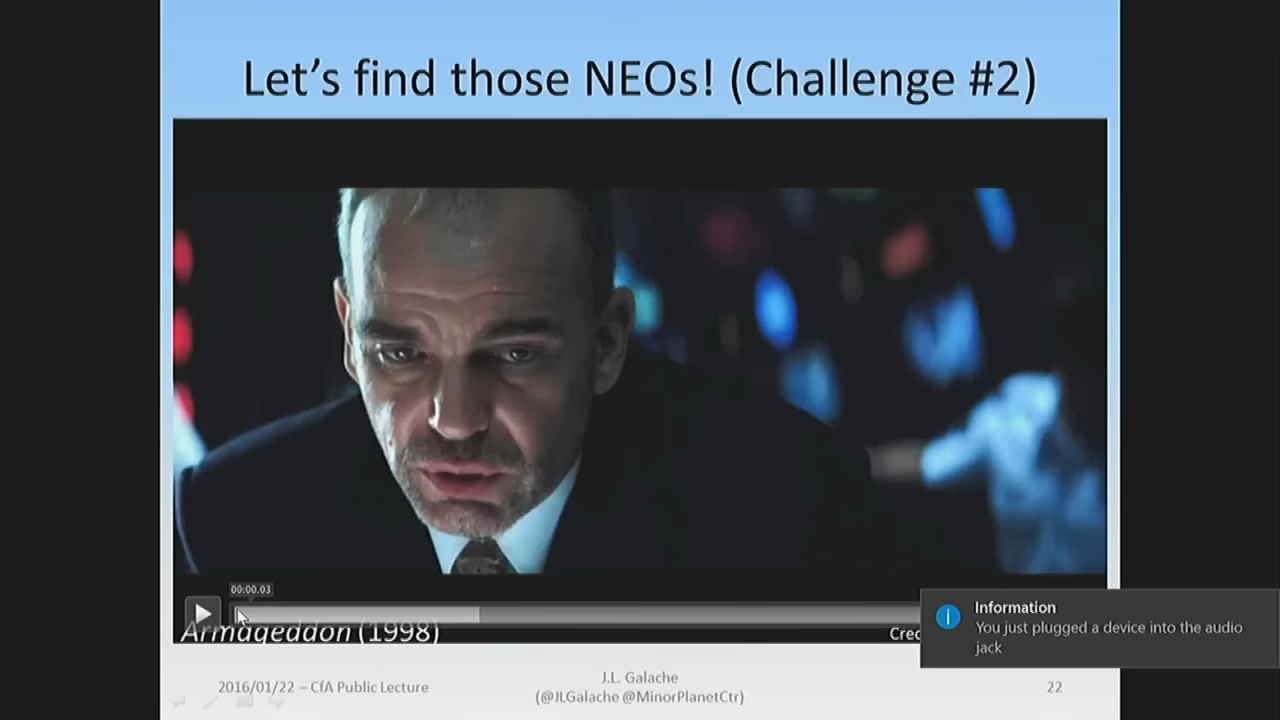 Let's find those NEOs! (Challenge #2)
00:00.03
Armageddon (1998)
Information
You just plugged a device into the audio
jack
2016/01/22 – CfA Public Lecture
J.L. Galache
(@JLGalache @MinorPlanetCtr)
22